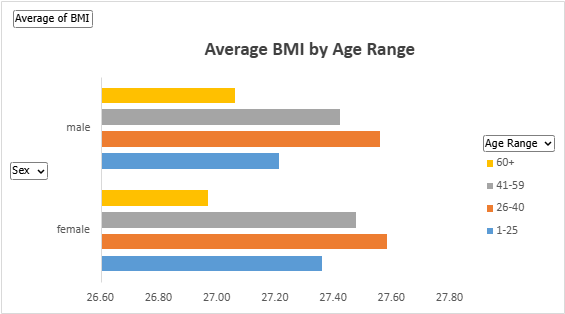 Average of BMI
Average BMI by Age Range
male
female
Sex
Age Range
60+
41-59
26-40
1-25
26.60 26.80 27.00 27.20 27.40 27.60 27.80